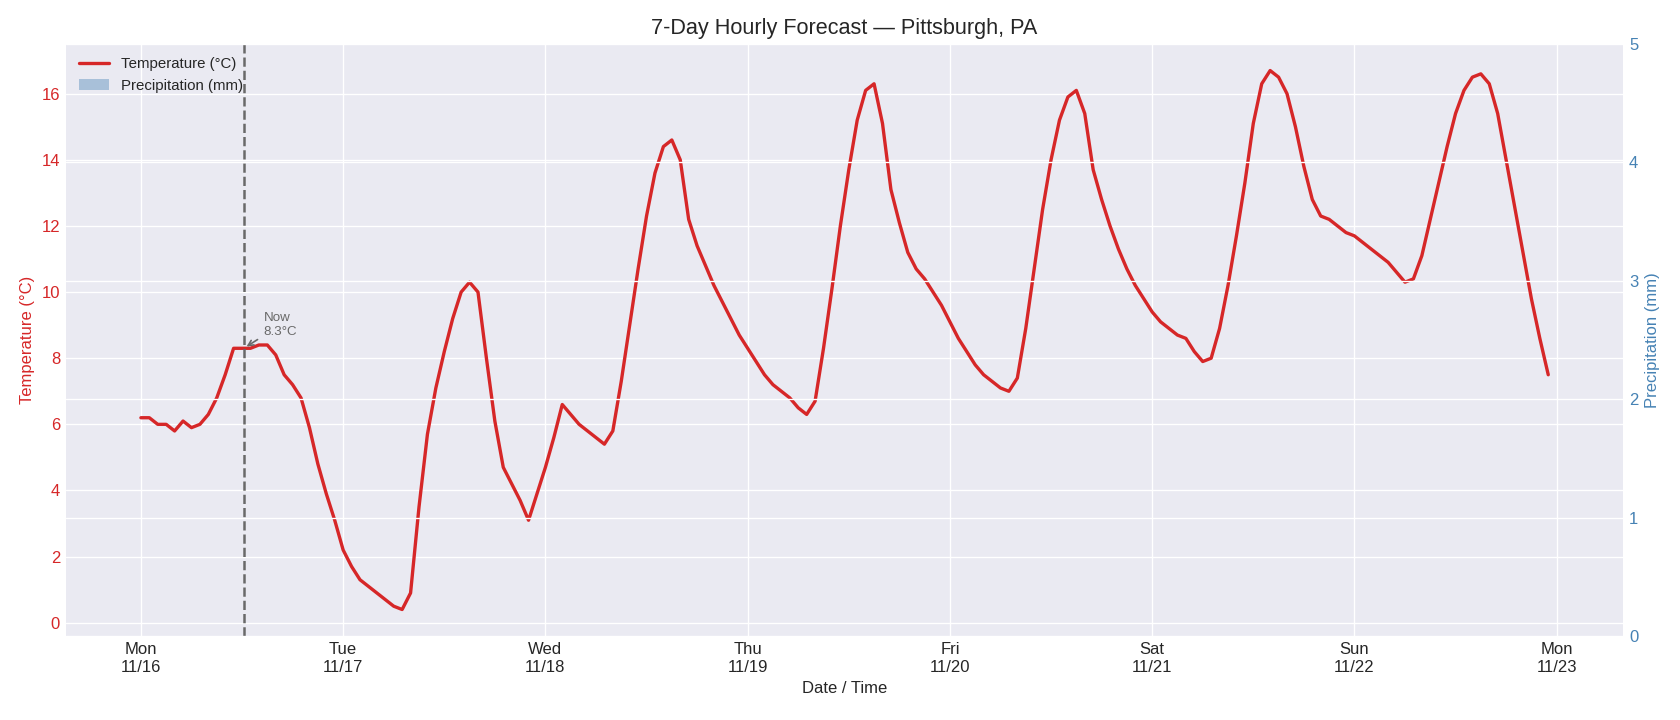 7-Day Hourly Forecast — Pittsburgh, PA
Temperature (°C)
Precipitation (mm)
Temperature (°C)
16
14
12
10
8
6
4
2
0
Now
8.3°C
5
4
3
2
1
0
Precipitation (mm)
Mon
11/16
Tue
11/17
Wed
11/18
Thu
11/19
Fri
11/20
Sat
11/21
Sun
11/22
Mon
11/23
Date / Time